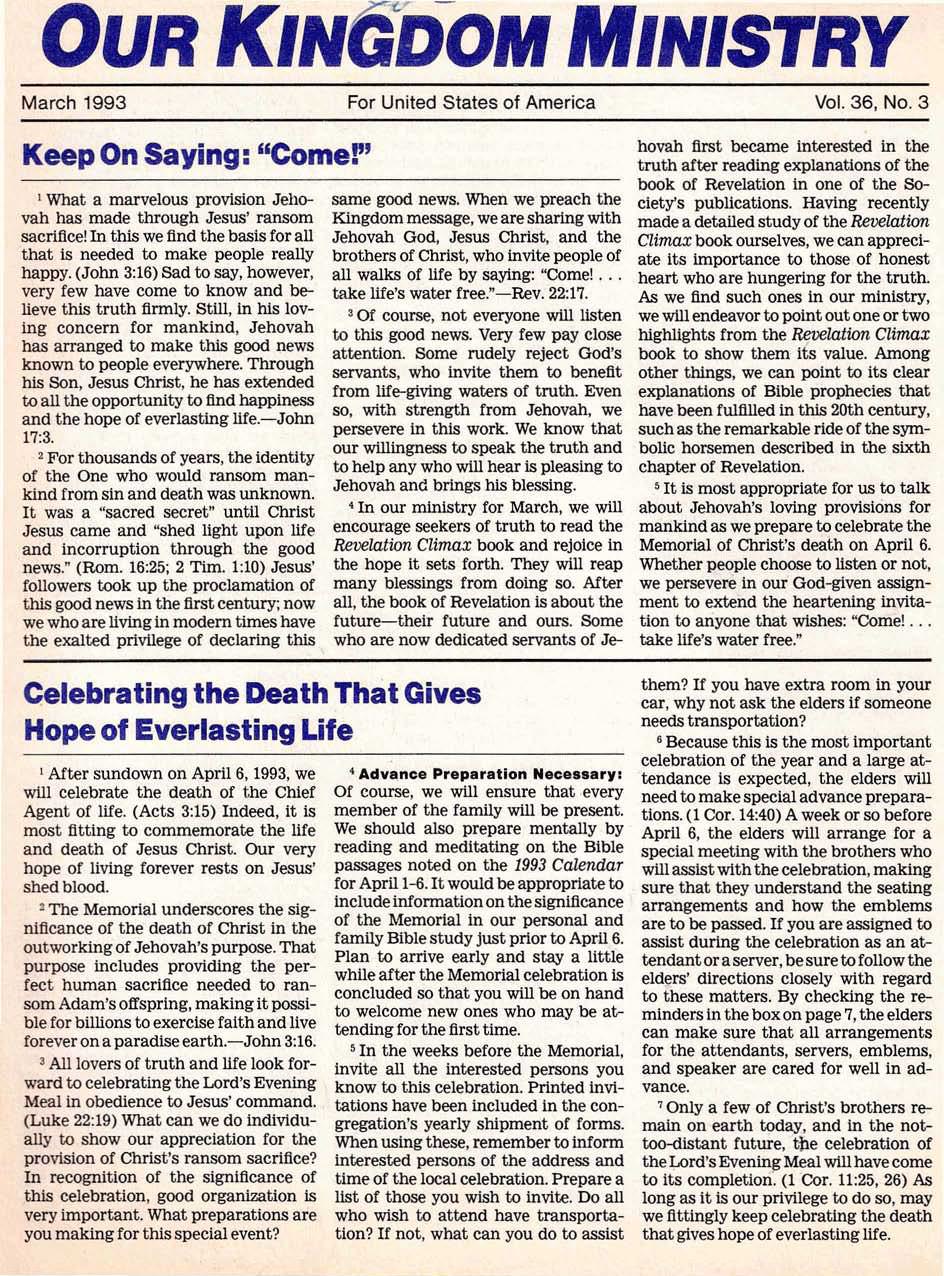 OUR KINGDOM MINISTRY
March 1993 For United States of America Vol. 36, No. 3
Keep On Saying: “Come!”
¹ What a marvelous provision Jeho-
vah has made through Jesus’ ransom
sacrifice! In this we find the basis for all
that is needed to make people really
happy. (John 3:16) Sad to say, however,
very few have come to know and be-
lieve this truth firmly. Still, in his lov-
ing concern for mankind, Jehovah
has arranged to make this good news
known to people everywhere. Through
his Son, Jesus Christ, he has extended
to all the opportunity to find happiness
and the hope of everlasting life.—John
17:3.
² For thousands of years, the identity
of the One who would ransom man-
kind from sin and death was unknown.
It was a “sacred secret” until Christ
Jesus came and “shed light upon life
and incorruption through the good
news.” (Rom. 16:25; 2 Tim. 1:10) Jesus’
followers took up the proclamation of
this good news in the first century; now
we who are living in modern times have
the exalted privilege of declaring this
same good news. When we preach the
Kingdom message, we are sharing with
Jehovah God, Jesus Christ, and the
brothers of Christ, who invite people of
all walks of life by saying: “Come! . . .
take life’s water free.”—Rev. 22:17.
³ Of course, not everyone will listen
to this good news. Very few pay close
attention. Some rudely reject God’s
servants, who invite them to benefit
from life-giving waters of truth. Even
so, with strength from Jehovah, we
persevere in this work. We know that
our willingness to speak the truth and
to help any who will hear is pleasing to
Jehovah and brings his blessing.
⁴ In our ministry for March, we will
encourage seekers of truth to read the
Revelation Climax book and rejoice in
the hope it sets forth. They will reap
many blessings from doing so. After
all, the book of Revelation is about the
future—their future and ours. Some
who are now dedicated servants of Je-
hovah first became interested in the
truth after reading explanations of the
book of Revelation in one of the So-
ciety’s publications. Having recently
made a detailed study of the Revelation
Climax book ourselves, we can appreci-
ate its importance to those of honest
heart who are hungering for the truth.
As we find such ones in our ministry,
we will endeavor to point out one or two
highlights from the Revelation Climax
book to show them its value. Among
other things, we can point to its clear
explanations of Bible prophecies that
have been fulfilled in this 20th century,
such as the remarkable ride of the sym-
bolic horsemen described in the sixth
chapter of Revelation.
⁵ It is most appropriate for us to talk
about Jehovah’s loving provisions for
mankind as we prepare to celebrate the
Memorial of Christ’s death on April 6.
Whether people choose to listen or not,
we persevere in our God-given assign-
ment to extend the heartening invita-
tion to anyone that wishes: “Come! . . .
take life’s water free.”
Celebrating the Death That Gives
Hope of Everlasting Life
¹ After sundown on April 6, 1993, we
will celebrate the death of the Chief
Agent of life. (Acts 3:15) Indeed, it is
most fitting to commemorate the life
and death of Jesus Christ. Our very
hope of living forever rests on Jesus’
shed blood.
² The Memorial underscores the sig-
nificance of the death of Christ in the
outworking of Jehovah’s purpose. That
purpose includes providing the per-
fect human sacrifice needed to ran-
som Adam’s offspring, making it possi-
ble for billions to exercise faith and live
forever on a paradise earth.—John 3:16.
³ All lovers of truth and life look for-
ward to celebrating the Lord’s Evening
Meal in obedience to Jesus’ command.
(Luke 22:19) What can we do individu-
ally to show our appreciation for the
provision of Christ’s ransom sacrifice?
In recognition of the significance of
this celebration, good organization is
very important. What preparations are
you making for this special event?
⁴ Advance Preparation Necessary:
Of course, we will ensure that every
member of the family will be present.
We should also prepare mentally by
reading and meditating on the Bible
passages noted on the 1993 Calendar
for April 1-6. It would be appropriate to
include information on the significance
of the Memorial in our personal and
family Bible study just prior to April 6.
Plan to arrive early and stay a little
while after the Memorial celebration is
concluded so that you will be on hand
to welcome new ones who may be at-
tending for the first time.
⁵ In the weeks before the Memorial,
invite all the interested persons you
know to this celebration. Printed invi-
tations have been included in the con-
gregation’s yearly shipment of forms.
When using these, remember to inform
interested persons of the address and
time of the local celebration. Prepare a
list of those you wish to invite. Do all
who wish to attend have transporta-
tion? If not, what can you do to assist
them? If you have extra room in your
car, why not ask the elders if someone
needs transportation?
⁶ Because this is the most important
celebration of the year and a large at-
tendance is expected, the elders will
need to make special advance prepara-
tions. (1 Cor. 14:40) A week or so before
April 6, the elders will arrange for a
special meeting with the brothers who
will assist with the celebration, making
sure that they understand the seating
arrangements and how the emblems
are to be passed. If you are assigned to
assist during the celebration as an at-
tendant or a server, be sure to follow the
elders’ directions closely with regard
to these matters. By checking the re-
minders in the box on page 7, the elders
can make sure that all arrangements
for the attendants, servers, emblems,
and speaker are cared for well in ad-
vance.
⁷ Only a few of Christ’s brothers re-
main on earth today, and in the not-
too-distant future, the celebration of
the Lord’s Evening Meal will have come
to its completion. (1 Cor. 11:25, 26) As
long as it is our privilege to do so, may
we fittingly keep celebrating the death
that gives hope of everlasting life.